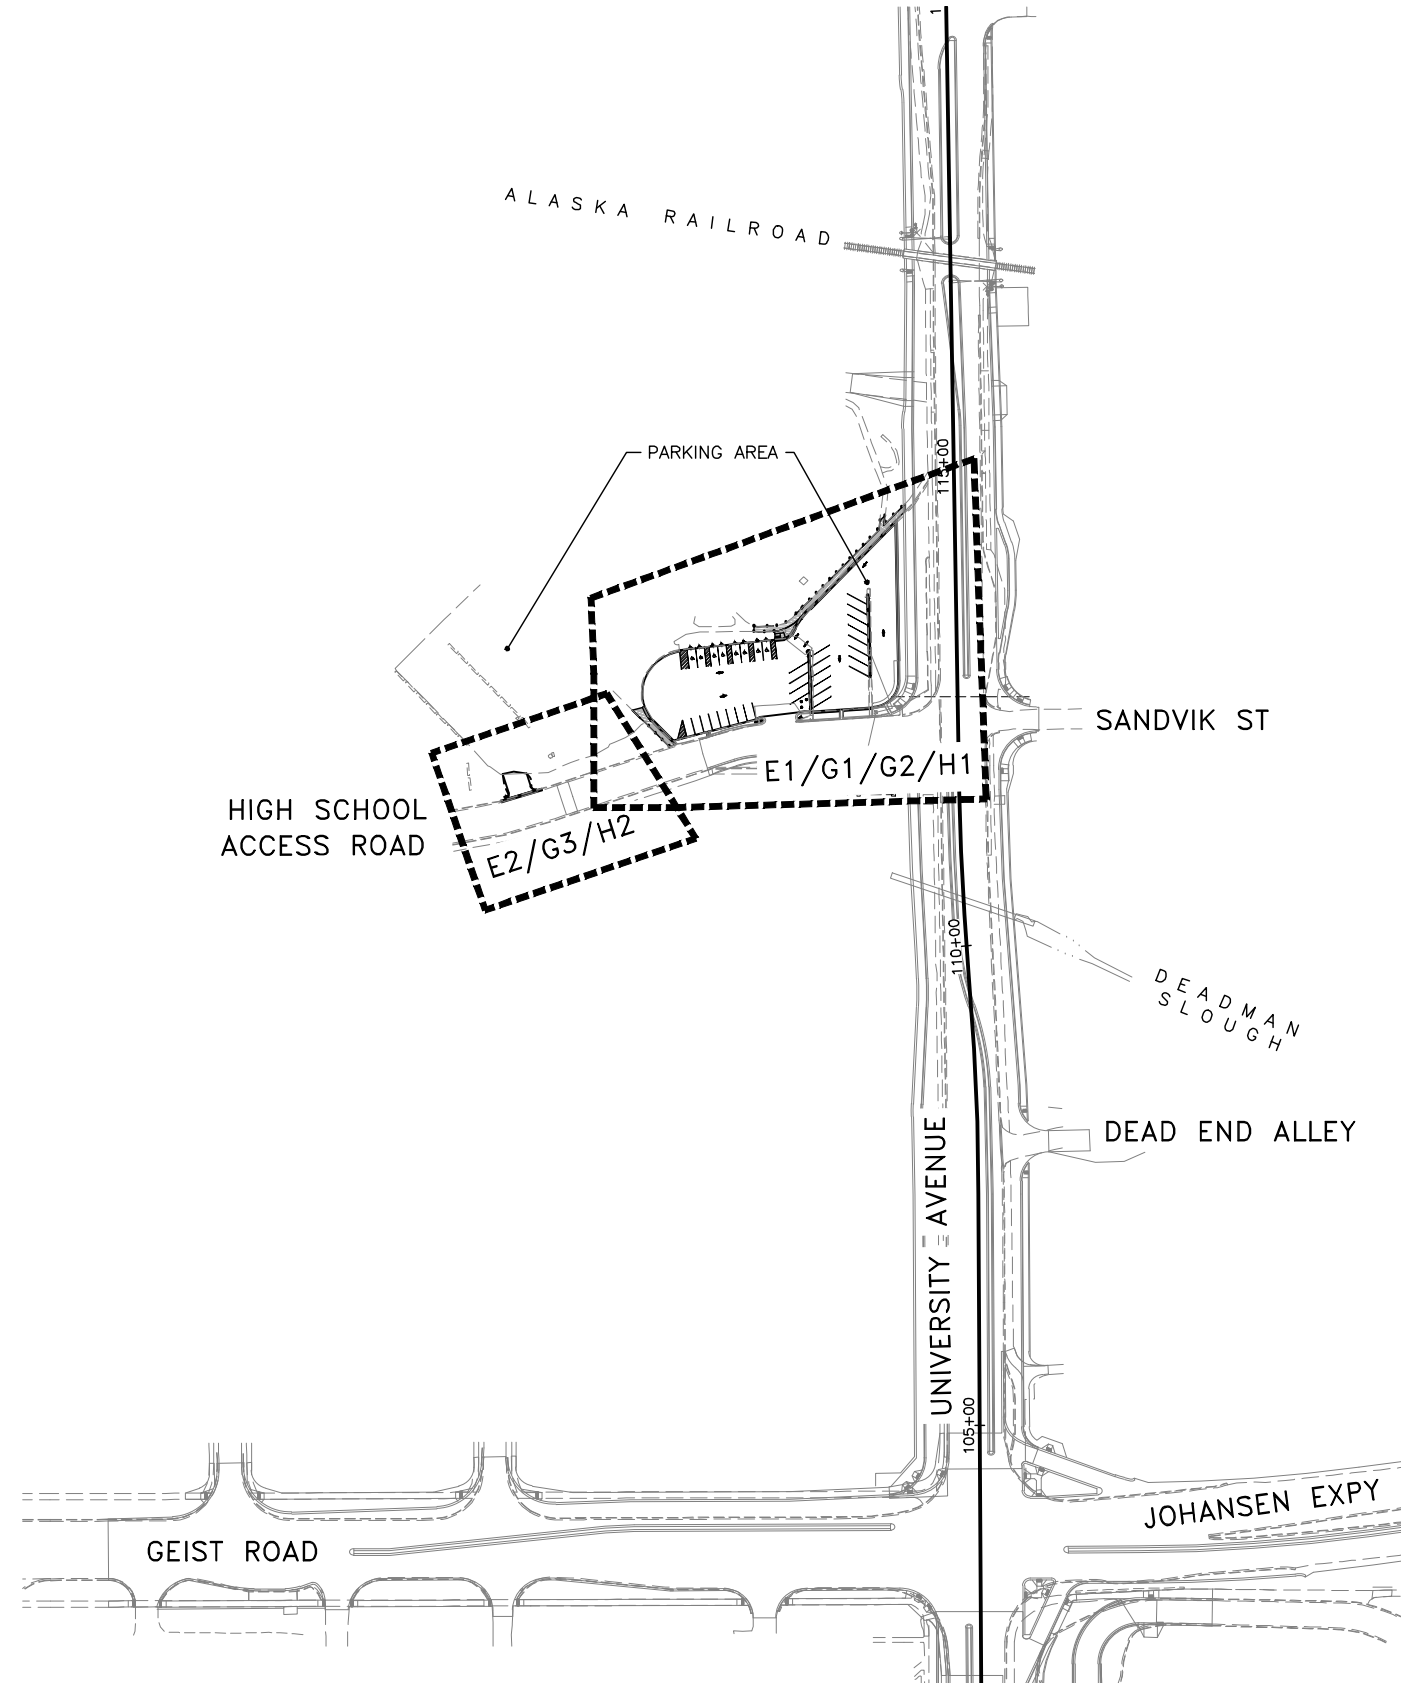 1
ALASKA RAILROAD
PARKING AREA
115+00
SANDVIK ST
E1/G1/G2/H1
HIGH SCHOOL
ACCESS ROAD
E2/G3/H2
110+00
DEADMAN
SLOUGH
DEAD END ALLEY
UNIVERSITY AVENUE
105+00
JOHANSEN EXPY
GEIST ROAD